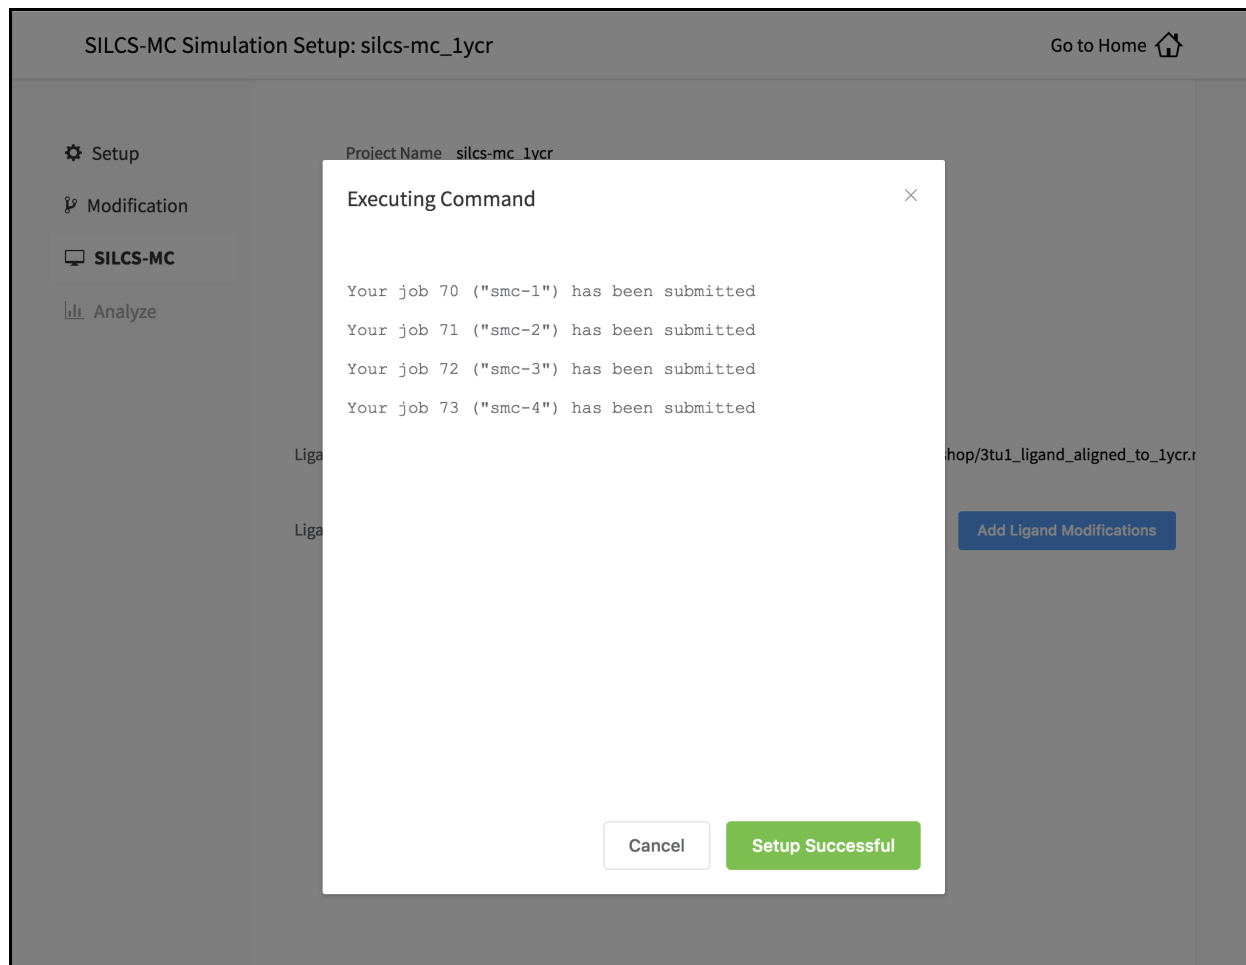 SILCS-MC Simulation Setup: silcs-mc_1ycr
Go to Home
Setup
Modification
SILCS-MC
Analyze
Project Name silcs-mc_1ycr
Executing Command
Your job 70 ("smc-1") has been submitted
Your job 71 ("smc-2") has been submitted
Your job 72 ("smc-3") has been submitted
Your job 73 ("smc-4") has been submitted
Liga
hop/3tu1_ligand_aligned_to_1ycr.r
Liga
Add Ligand Modifications
Cancel
Setup Successful